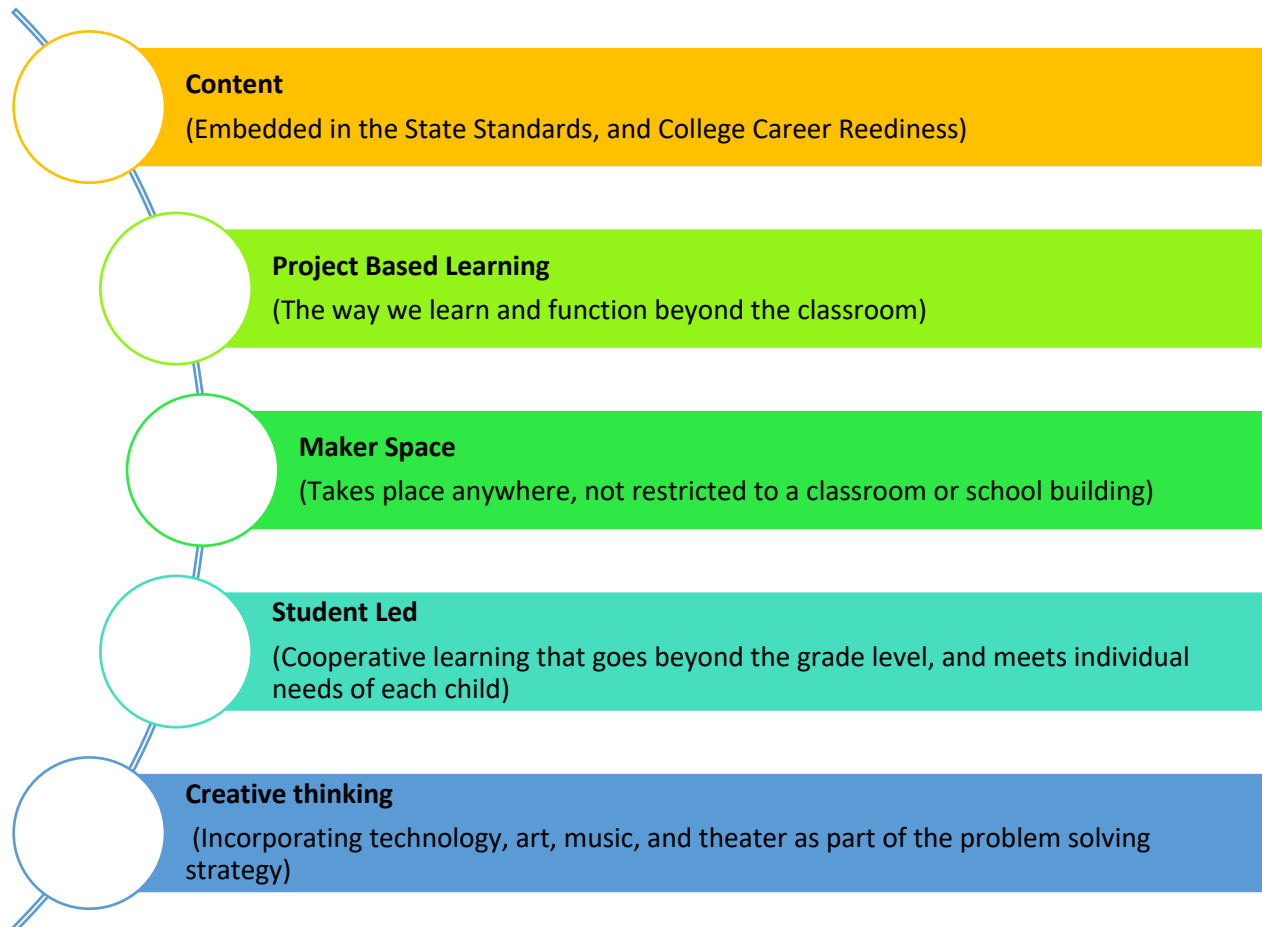 Content
(Embedded in the State Standards, and College Career Reediness)
Project Based Learning
(The way we learn and function beyond the classroom)
Maker Space
(Takes place anywhere, not restricted to a classroom or school building)
Student Led
(Cooperative learning that goes beyond the grade level, and meets individual
needs of each child)
Creative thinking
(Incorporating technology, art, music, and theater as part of the problem solving
strategy)